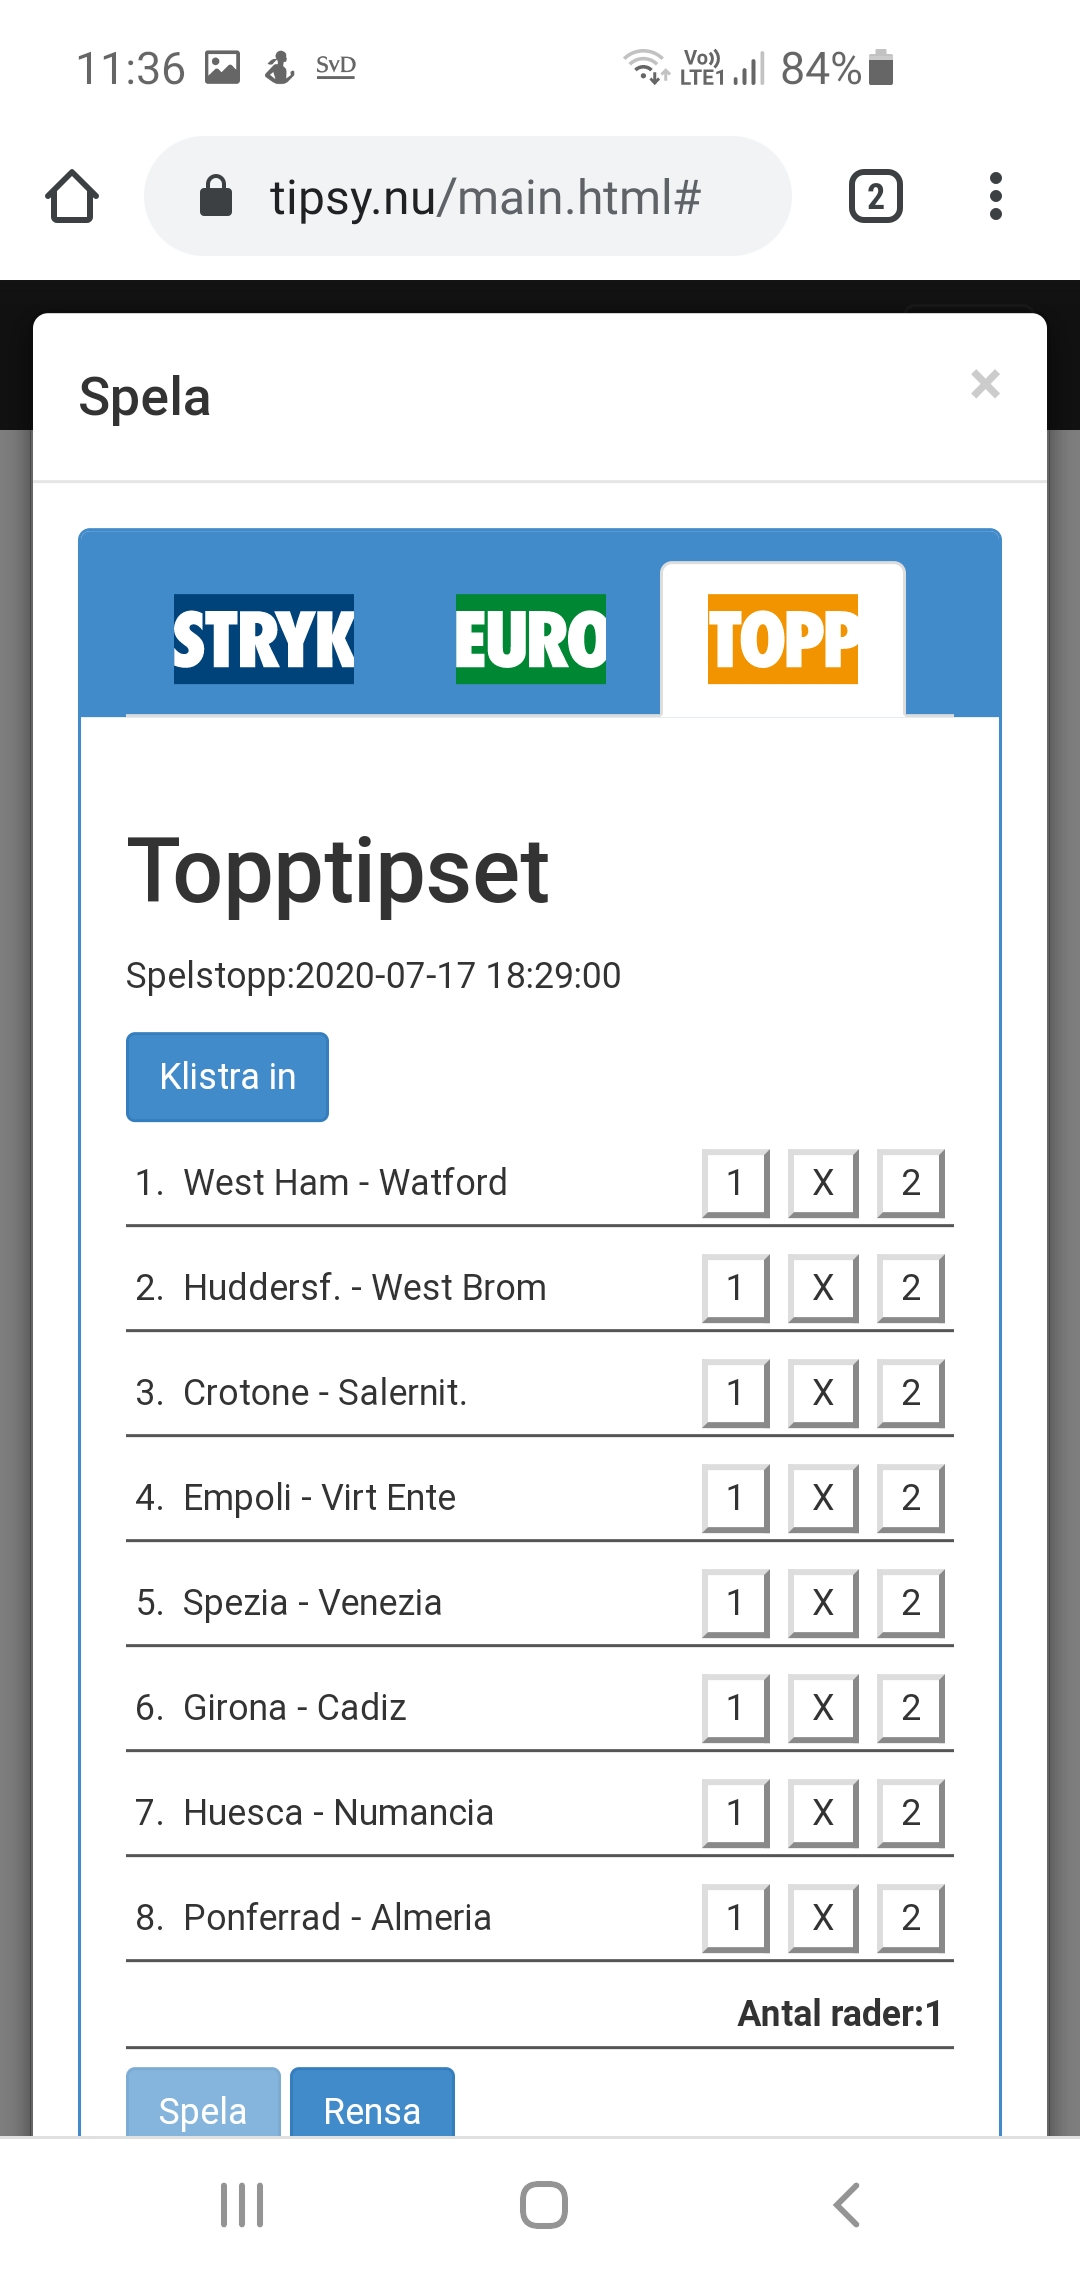 11:36 SvD Vo)) LTE1 84%
tipsy.nu/main.html# 2
Spela ×
STRYK EURO TOPP
Topptipset
Spelstopp:2020-07-17 18:29:00
Klistra in
1. West Ham - Watford 1 X 2
2. Huddersf. - West Brom 1 X 2
3. Crotone - Salernit. 1 X 2
4. Empoli - Virt Ente 1 X 2
5. Spezia - Venezia 1 X 2
6. Girona - Cadiz 1 X 2
7. Huesca - Numancia 1 X 2
8. Ponferrad - Almeria 1 X 2
Antal rader:1
Spela Rensa